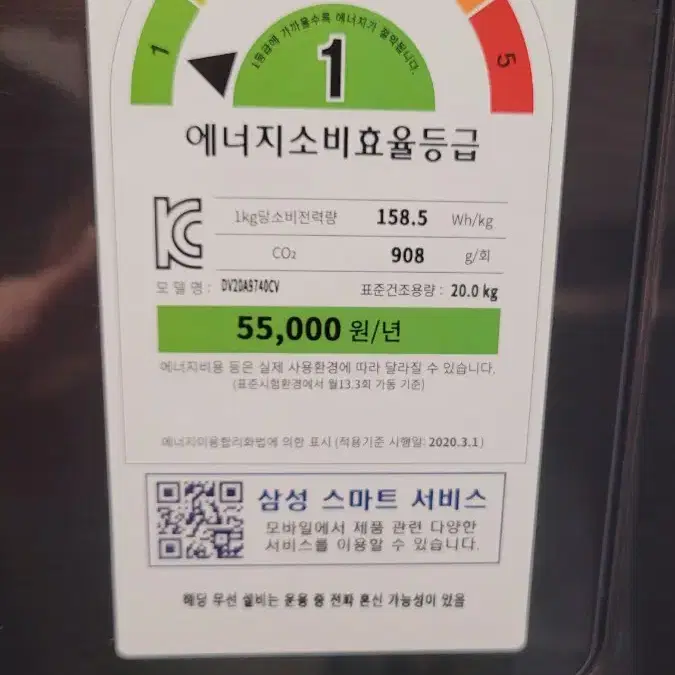 1등급에 가까울수록 에너지가 절약됩니다.
1
1
5
에너지소비효율등급
1kg당소비전력량 158.5 Wh/kg
CO₂ 908 g/회
모델명 : DV20A9740CV 표준건조용량 : 20.0 kg
55,000 원/년
에너지비용 등은 실제 사용환경에 따라 달라질 수 있습니다.
(표준시험환경에서 월13.3회 가동 기준)
에너지이용합리화법에 의한 표시 (적용기준 시행일: 2020.3.1)
삼성 스마트 서비스
모바일에서 제품 관련 다양한
서비스를 이용할 수 있습니다.
해당 무선 설비는 운용 중 전파 혼신 가능성이 있음